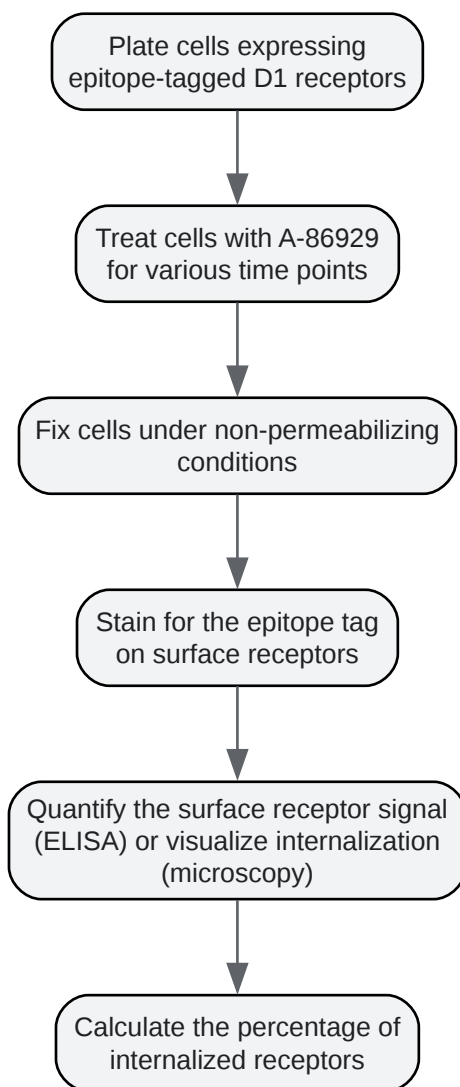 Plate cells expressing
epitope-tagged D1 receptors
Treat cells with A-86929
for various time points
Fix cells under non-permeabilizing
conditions
Stain for the epitope tag
on surface receptors
Quantify the surface receptor signal
(ELISA) or visualize internalization
(microscopy)
Calculate the percentage of
internalized receptors